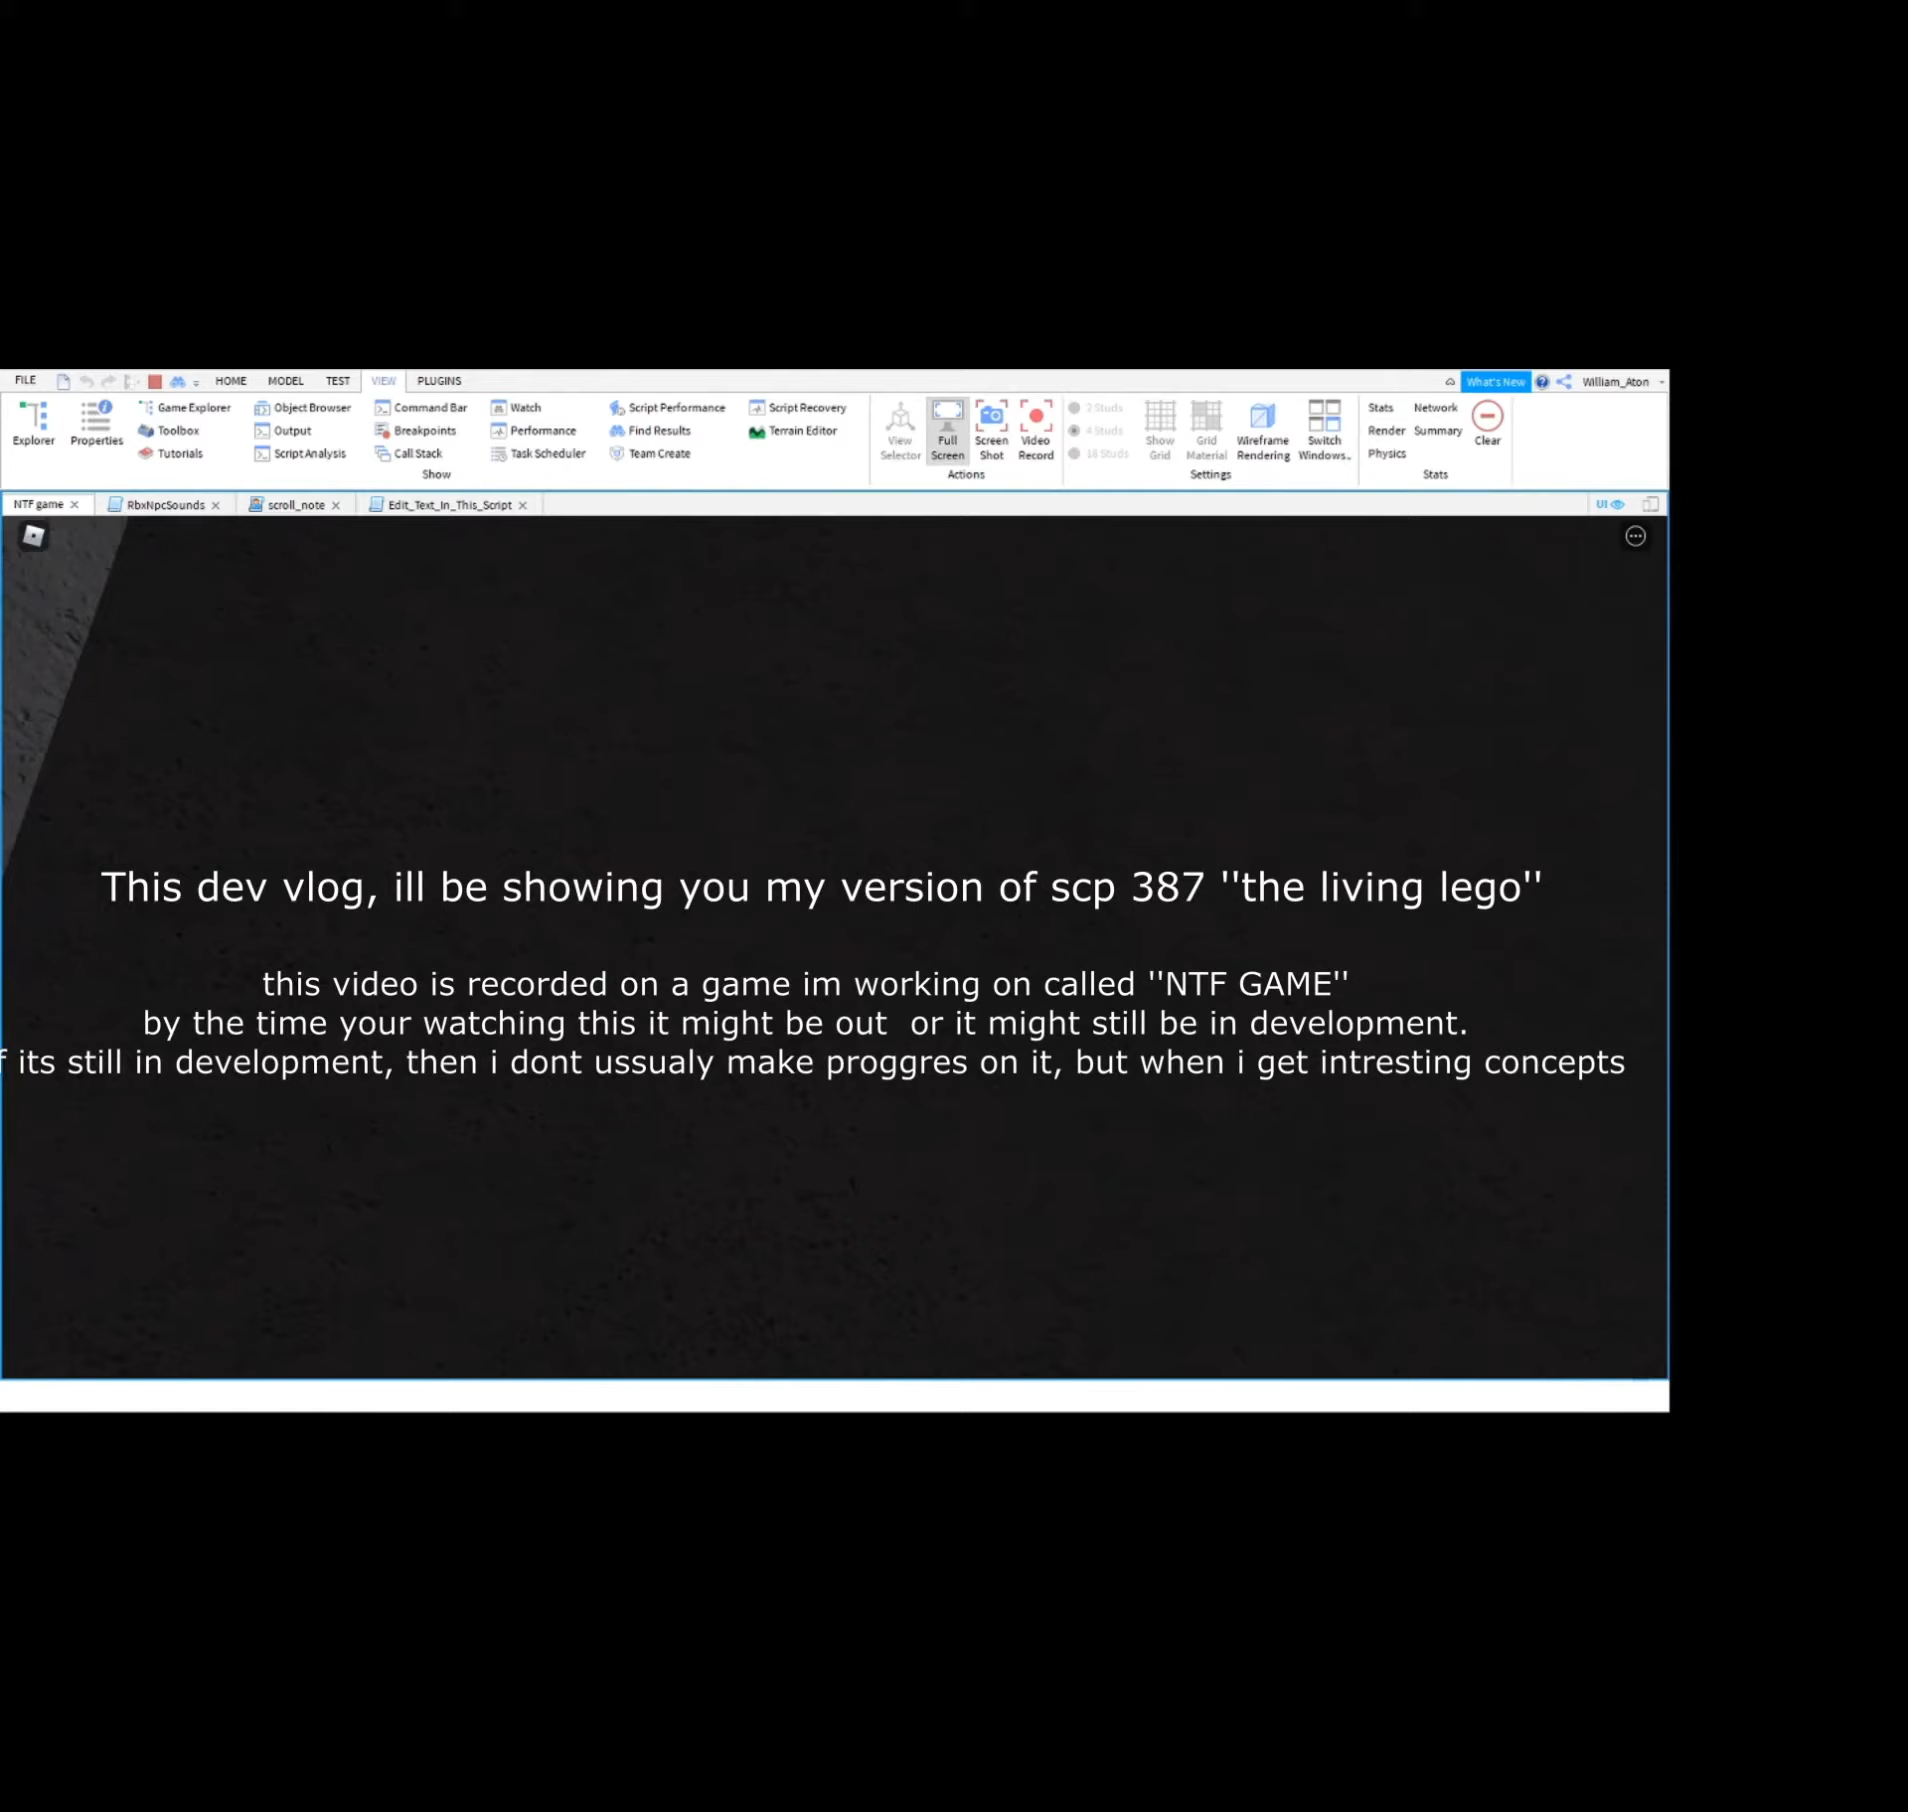 FILE HOME MODEL TEST VIEW PLUGINS What's New William_Aton
Game Explorer Object Browser Command Bar Watch Script Performance Script Recovery 2 Studs Stats Network
Explorer Properties Toolbox Output Breakpoints Performance Find Results Terrain Editor View Full Screen Video 4 Studs Show Grid Wireframe Switch Render Summary Clear
Tutorials Script Analysis Call Stack Task Scheduler Team Create Selector Screen Shot Record 16 Studs Grid Material Rendering Windows.. Physics
Show Actions Settings Stats
NTF game RbxNpcSounds scroll_note Edit_Text_In_This_Script UI
This dev vlog, ill be showing you my version of scp 387 ''the living lego''
this video is recorded on a game im working on called ''NTF GAME''
by the time your watching this it might be out or it might still be in development.
f its still in development, then i dont ussualy make proggres on it, but when i get intresting concepts